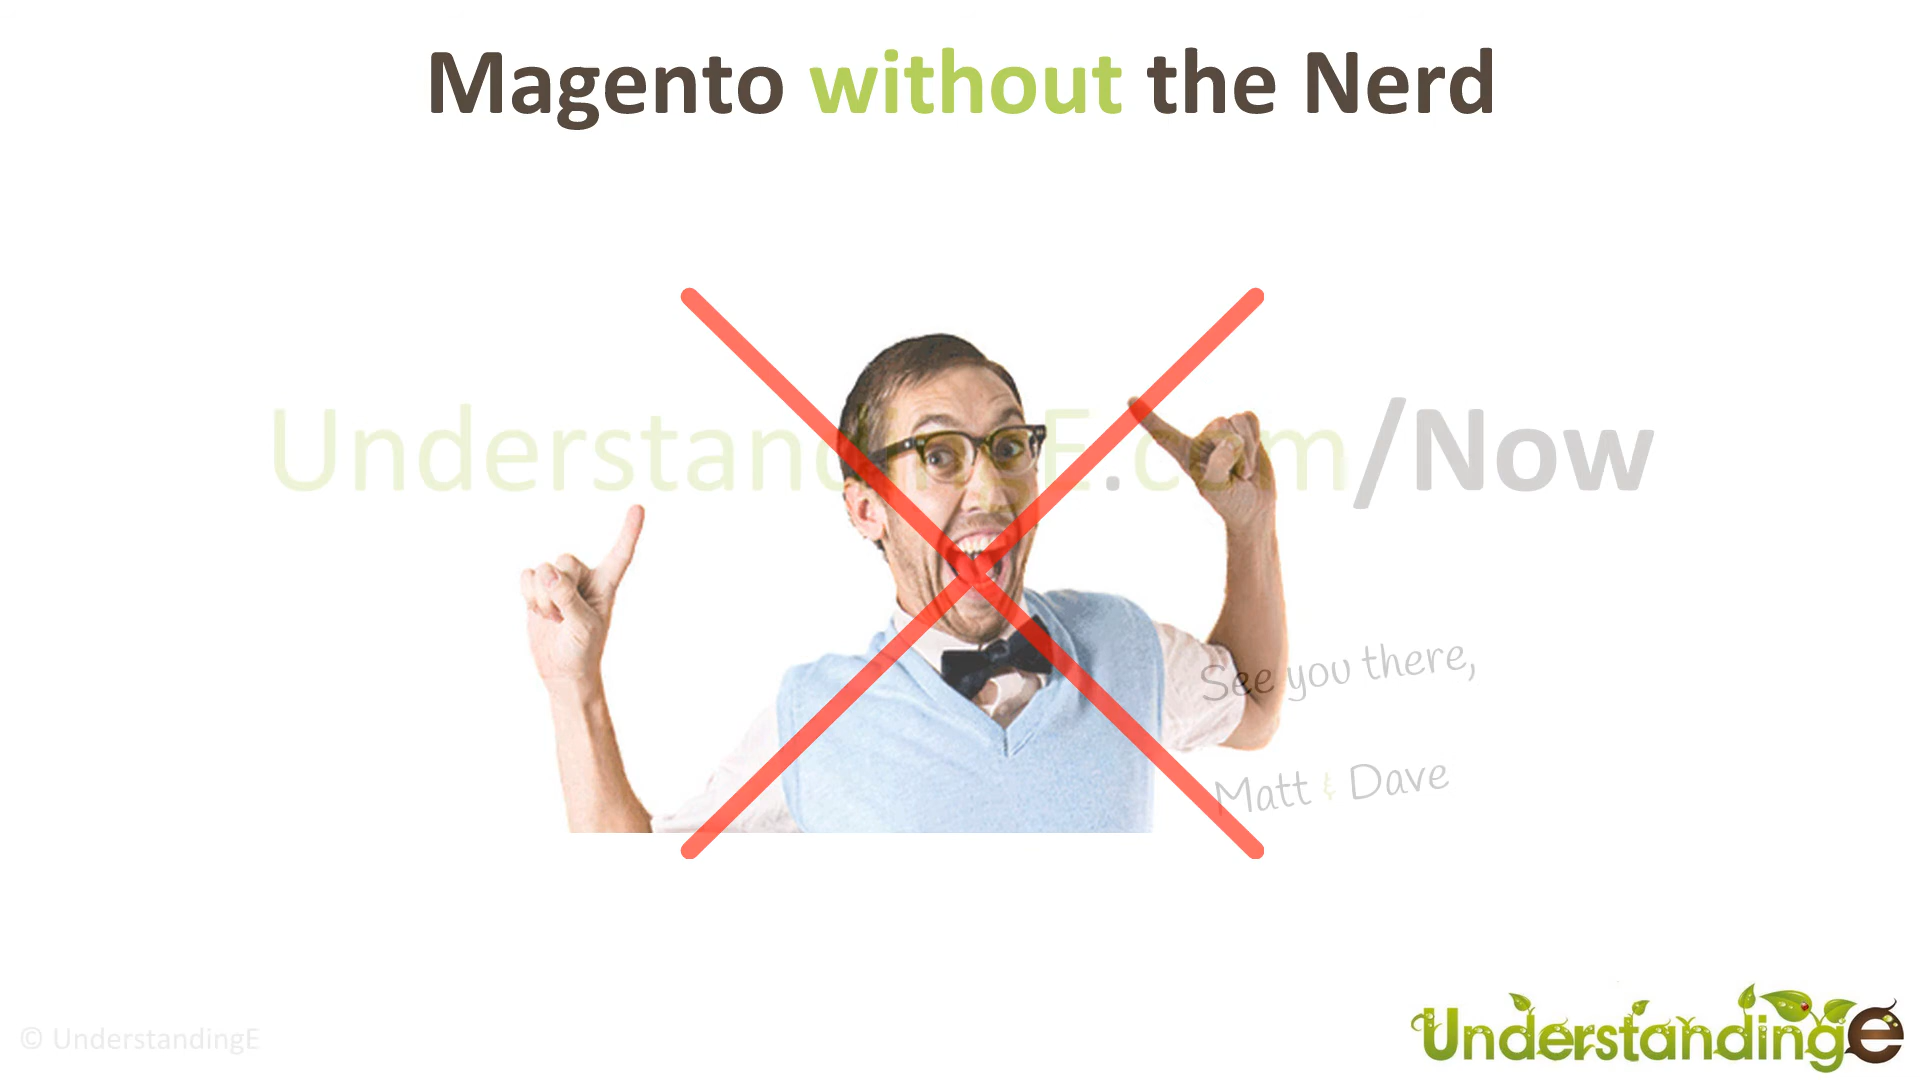 Magento without the Nerd
UnderstandingE.com/Now
See you there,
Matt & Dave
© UnderstandingE
UnderstandingE